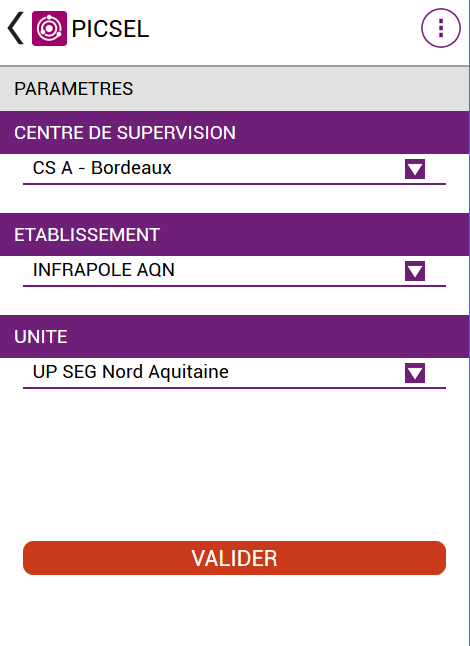 PICSEL
PARAMETRES
CENTRE DE SUPERVISION
CS A - Bordeaux
ETABLISSEMENT
INFRAPOLE AQN
UNITE
UP SEG Nord Aquitaine
VALIDER